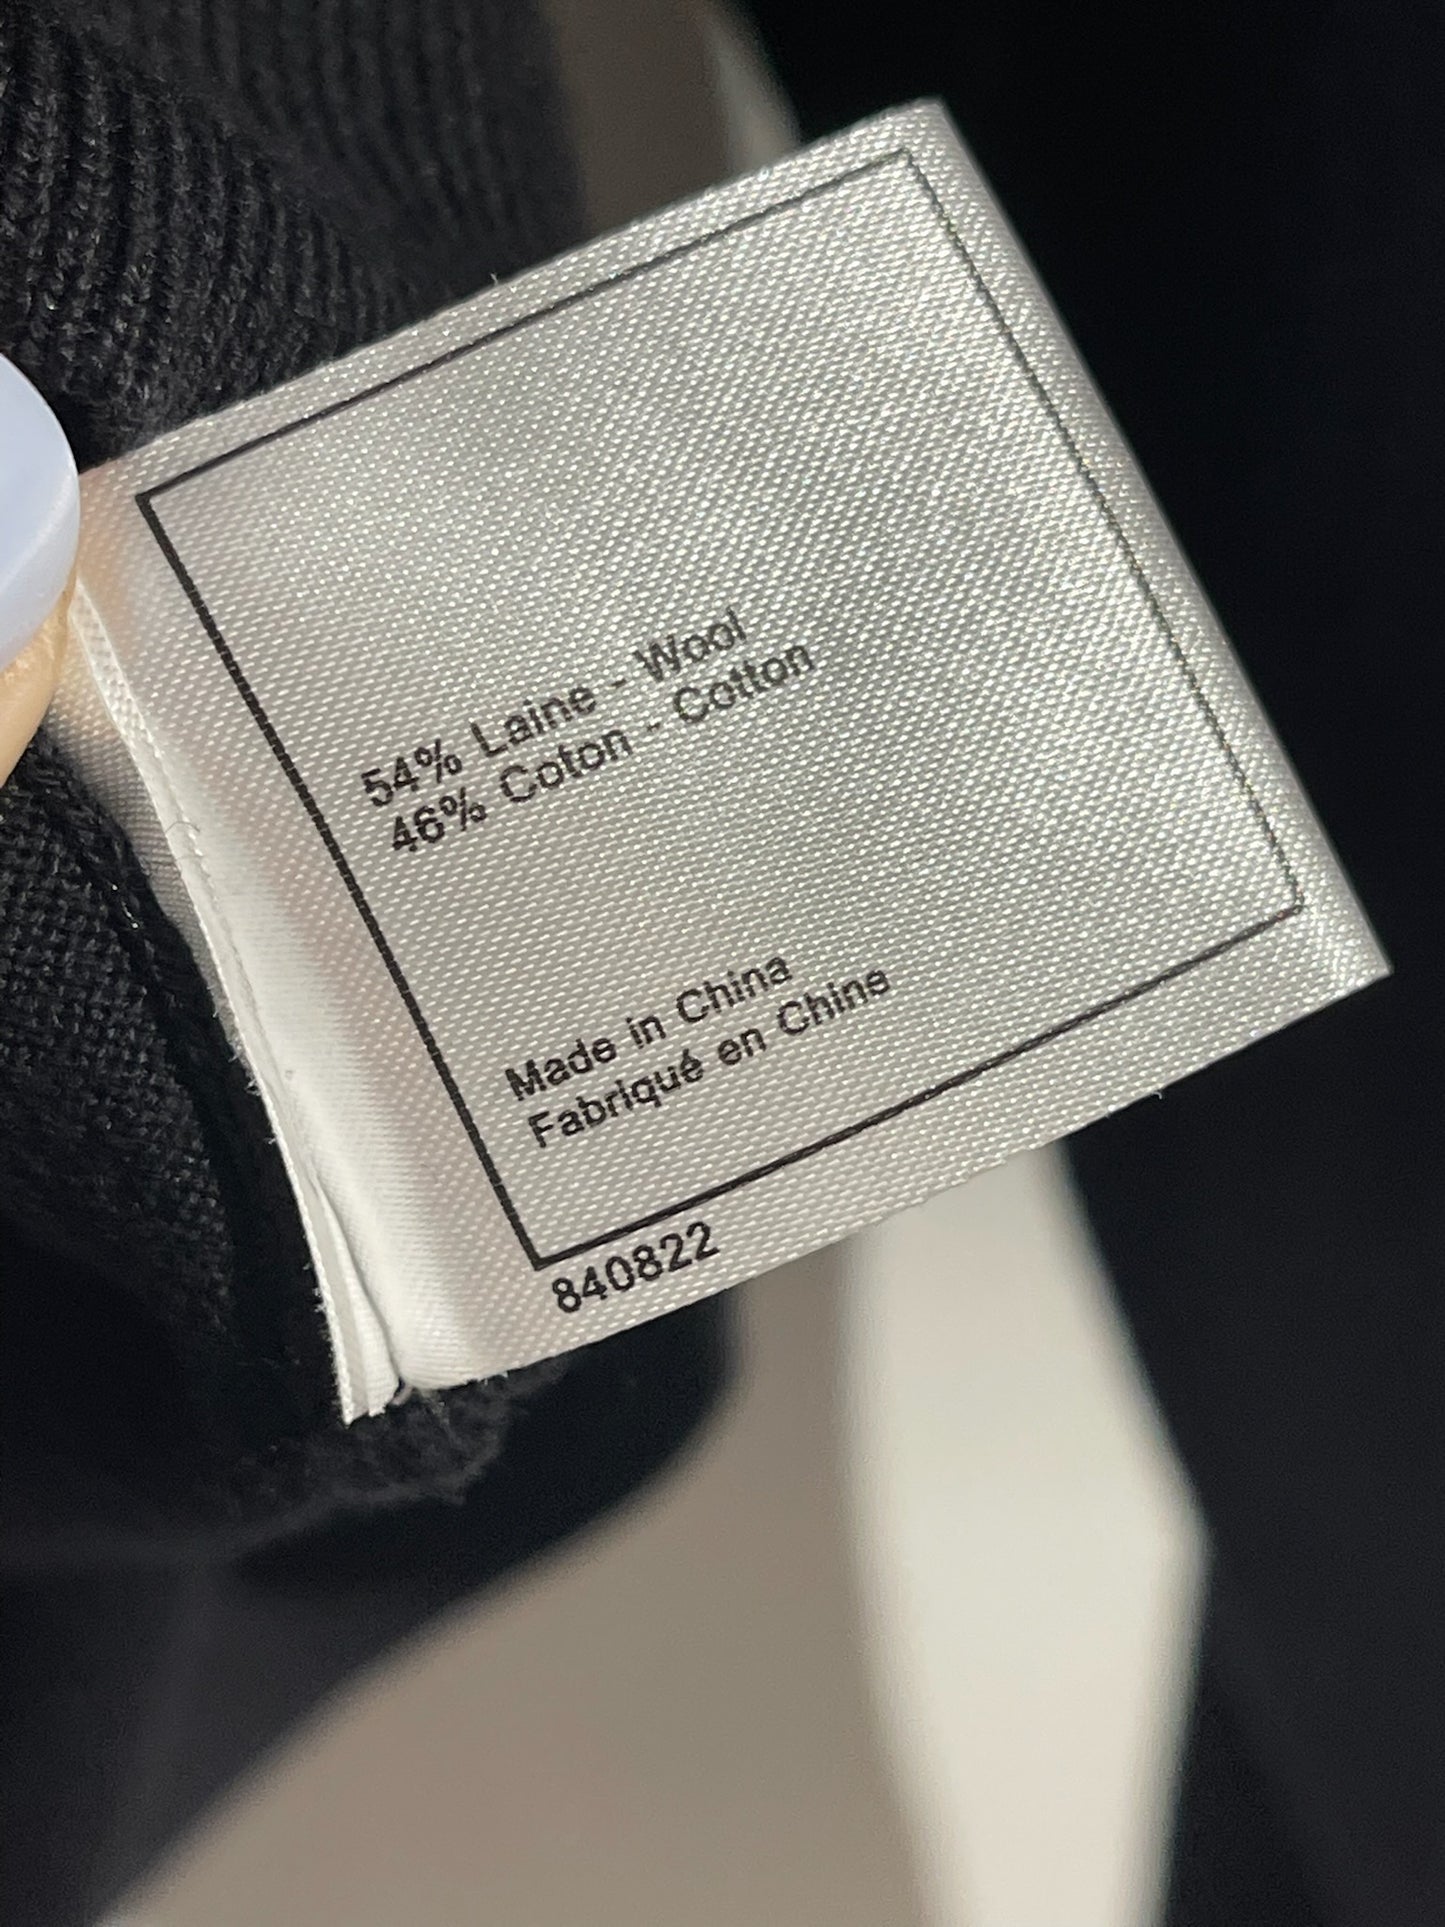 54% Laine - Wool
46% Coton - Cotton
Made in China
Fabriqué en Chine
840822